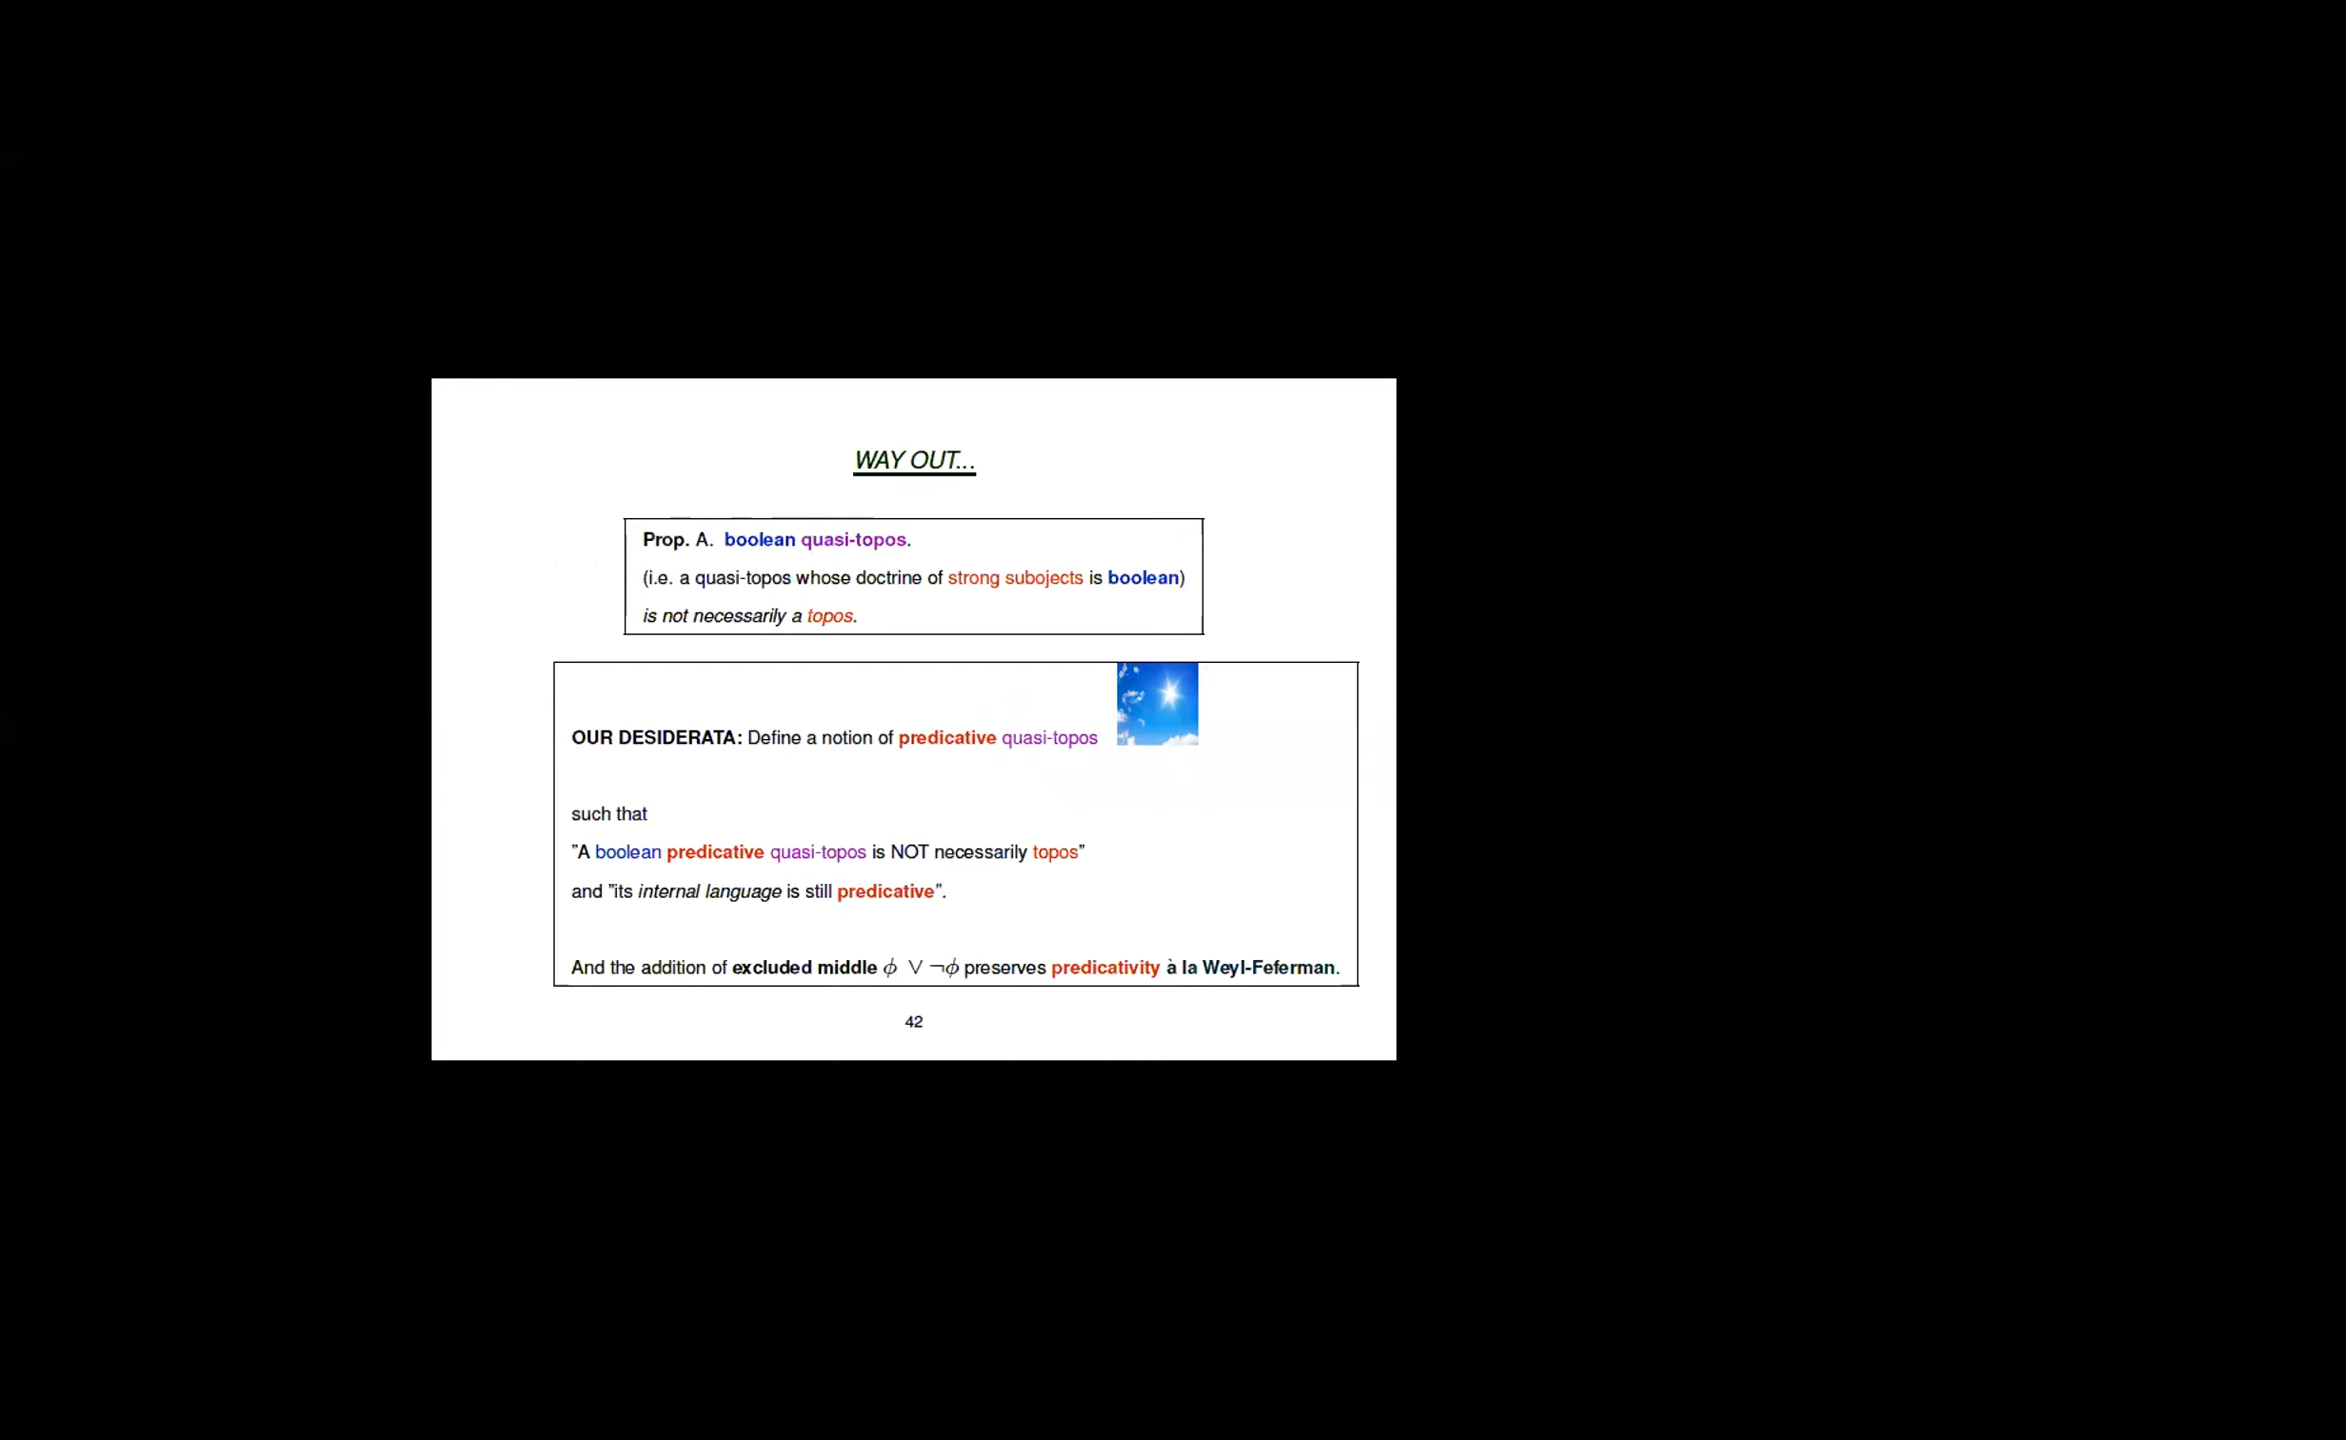 WAY OUT...
Prop. A. boolean quasi-topos.
(i.e. a quasi-topos whose doctrine of strong subojects is boolean)
is not necessarily a topos.
OUR DESIDERATA: Define a notion of predicative quasi-topos
such that
"A boolean predicative quasi-topos is NOT necessarily topos"
and "its internal language is still predicative".
And the addition of excluded middle ϕ ∨ ¬ϕ preserves predicativity à la Weyl-Feferman.
42